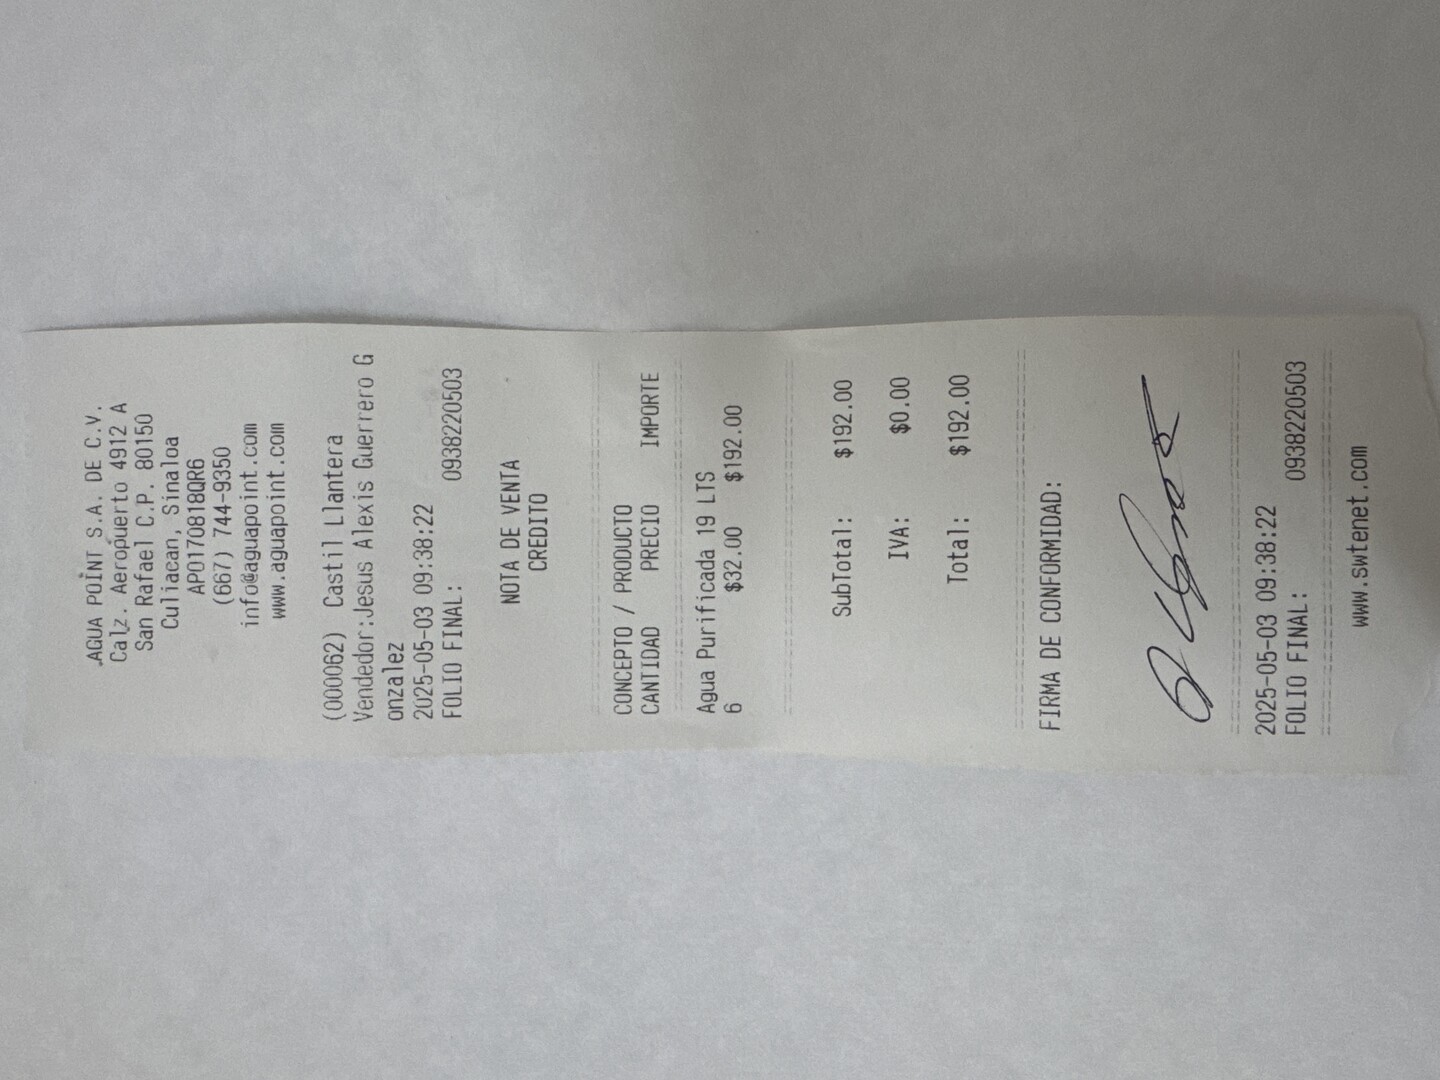 AGUA POINT S.A. DE C.V.
Calz. Aeropuerto 4912 A
San Rafael C.P. 80150
Culiacan, Sinaloa
APO170818QR6
(667) 744-9350
info@aguapoint.com
www.aguapoint.com
(000062) Castil Llantera
Vendedor:Jesus Alexis Guerrero G
onzalez
2025-05-03 09:38:22
FOLIO FINAL: 0938220503
NOTA DE VENTA
CREDITO
CONCEPTO / PRODUCTO
CANTIDAD PRECIO IMPORTE
Agua Purificada 19 LTS
6 $32.00 $192.00
SubTotal: $192.00
IVA: $0.00
Total: $192.00
FIRMA DE CONFORMIDAD:
2025-05-03 09:38:22
FOLIO FINAL: 0938220503
www.swtenet.com